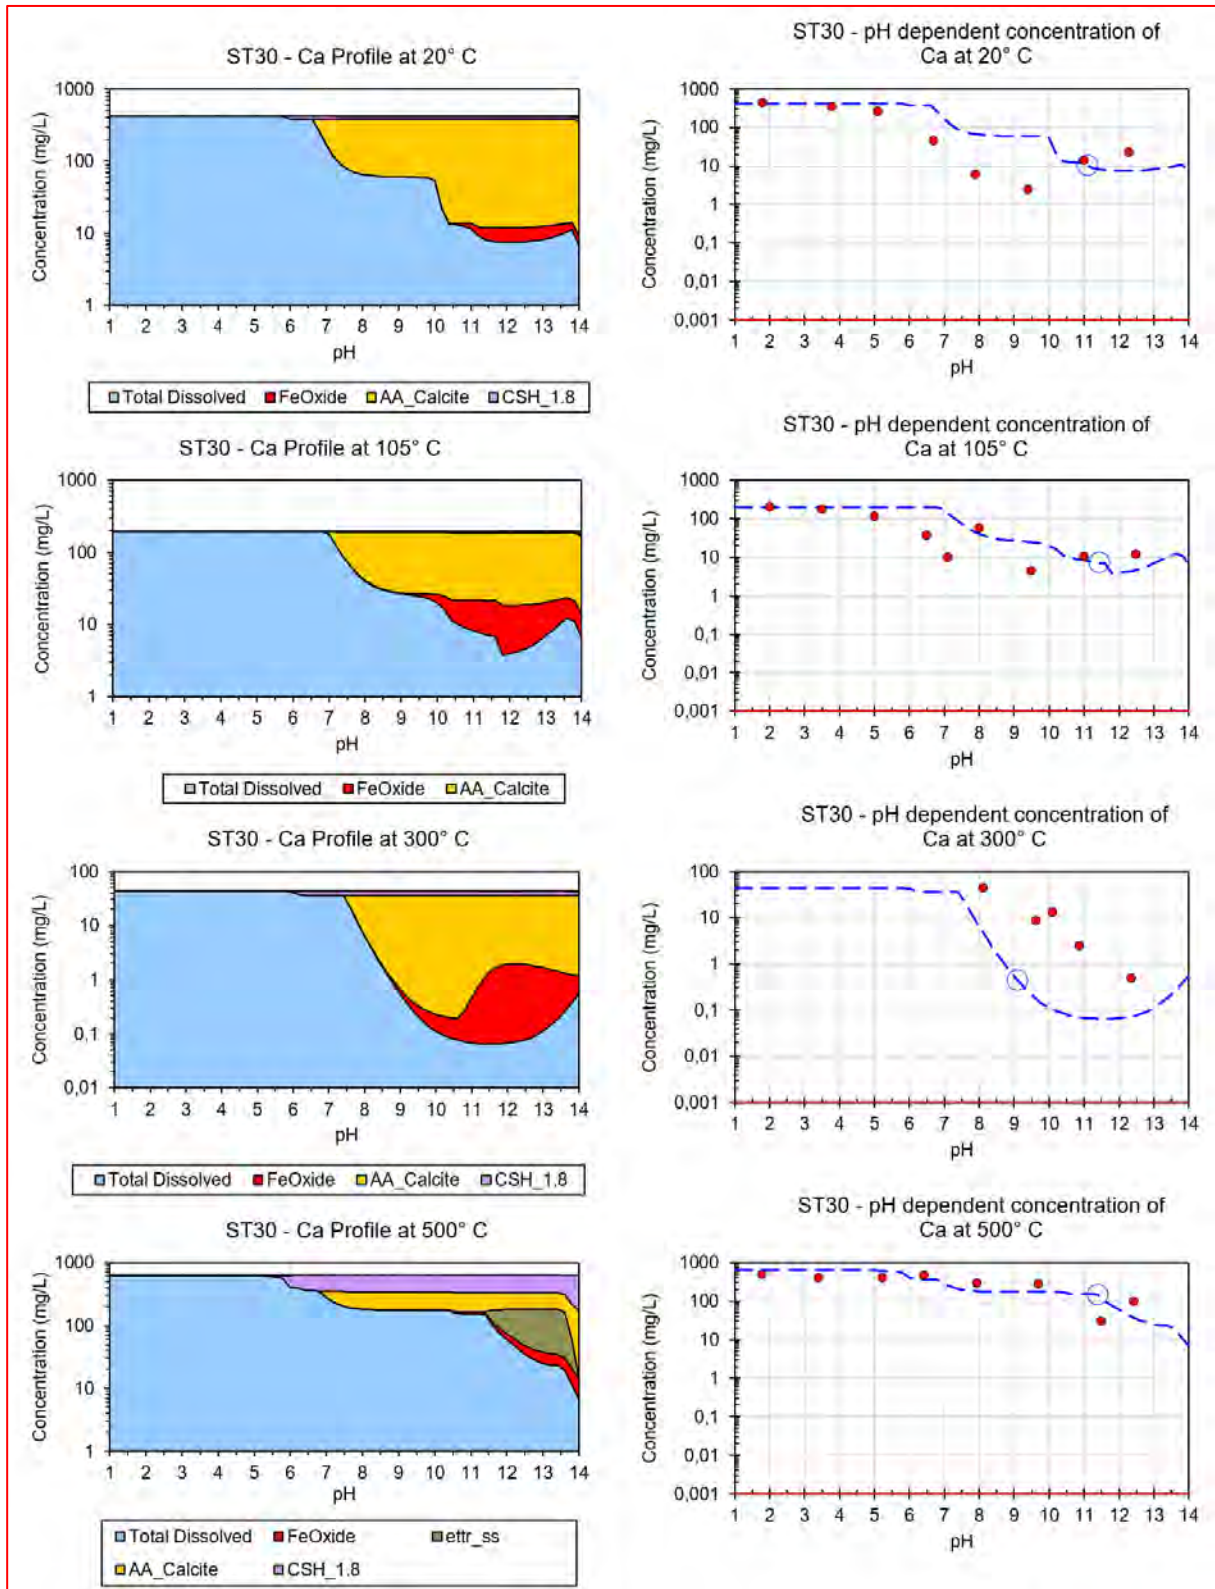 ST30 - Ca Profile at 20° C
Concentration (mg/L)
1000
100
10
1
1 2 3 4 5 6 7 8 9 10 11 12 13 14
pH
Total Dissolved FeOxide AA_Calcite CSH_1.8
ST30 - pH dependent concentration of
Ca at 20° C
Concentration (mg/L)
1000
100
10
1
0,1
0,01
0,001
1 2 3 4 5 6 7 8 9 10 11 12 13 14
pH
ST30 - Ca Profile at 105° C
Concentration (mg/L)
1000
100
10
1
1 2 3 4 5 6 7 8 9 10 11 12 13 14
pH
Total Dissolved FeOxide AA_Calcite
ST30 - pH dependent concentration of
Ca at 105° C
Concentration (mg/L)
1000
100
10
1
0,1
0,01
0,001
1 2 3 4 5 6 7 8 9 10 11 12 13 14
pH
ST30 - Ca Profile at 300° C
Concentration (mg/L)
100
10
1
0,1
0,01
1 2 3 4 5 6 7 8 9 10 11 12 13 14
pH
Total Dissolved FeOxide AA_Calcite CSH_1.8
ST30 - pH dependent concentration of
Ca at 300° C
Concentration (mg/L)
100
10
1
0,1
0,01
0,001
1 2 3 4 5 6 7 8 9 10 11 12 13 14
pH
ST30 - Ca Profile at 500° C
Concentration (mg/L)
1000
100
10
1
1 2 3 4 5 6 7 8 9 10 11 12 13 14
pH
Total Dissolved FeOxide ettr_ss
AA_Calcite CSH_1.8
ST30 - pH dependent concentration of
Ca at 500° C
Concentration (mg/L)
1000
100
10
1
0,1
0,01
0,001
1 2 3 4 5 6 7 8 9 10 11 12 13 14
pH